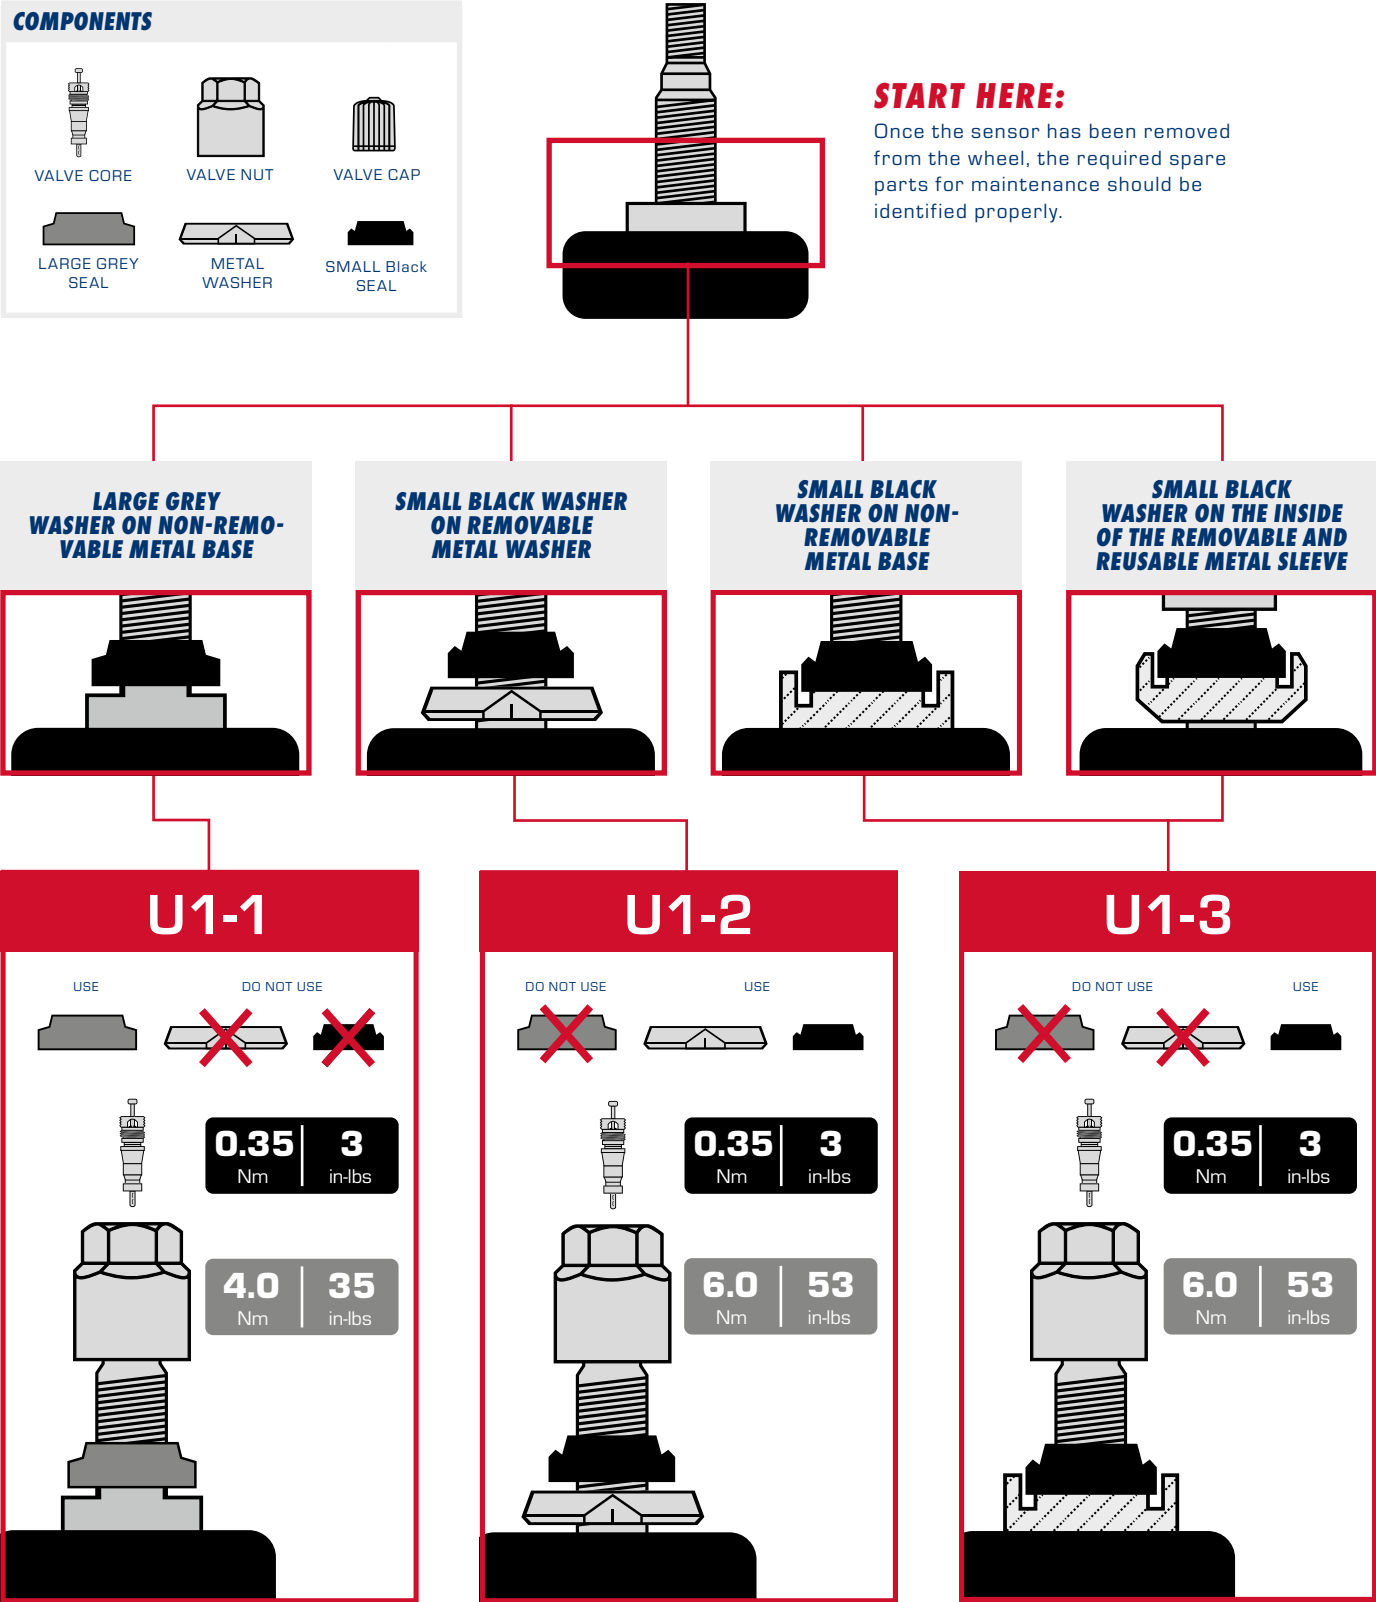 COMPONENTS
VALVE CORE
VALVE NUT
VALVE CAP
LARGE GREY
SEAL
METAL
WASHER
SMALL Black
SEAL
START HERE:
Once the sensor has been removed
from the wheel, the required spare
parts for maintenance should be
identified properly.
LARGE GREY
WASHER ON NON-REMO-
VABLE METAL BASE
SMALL BLACK WASHER
ON REMOVABLE
METAL WASHER
SMALL BLACK
WASHER ON NON-
REMOVABLE
METAL BASE
SMALL BLACK
WASHER ON THE INSIDE
OF THE REMOVABLE AND
REUSABLE METAL SLEEVE
U1-1
USE
DO NOT USE
0.35 3
Nm in-lbs
4.0 35
Nm in-lbs
U1-2
DO NOT USE
USE
0.35 3
Nm in-lbs
6.0 53
Nm in-lbs
U1-3
DO NOT USE
USE
0.35 3
Nm in-lbs
6.0 53
Nm in-lbs